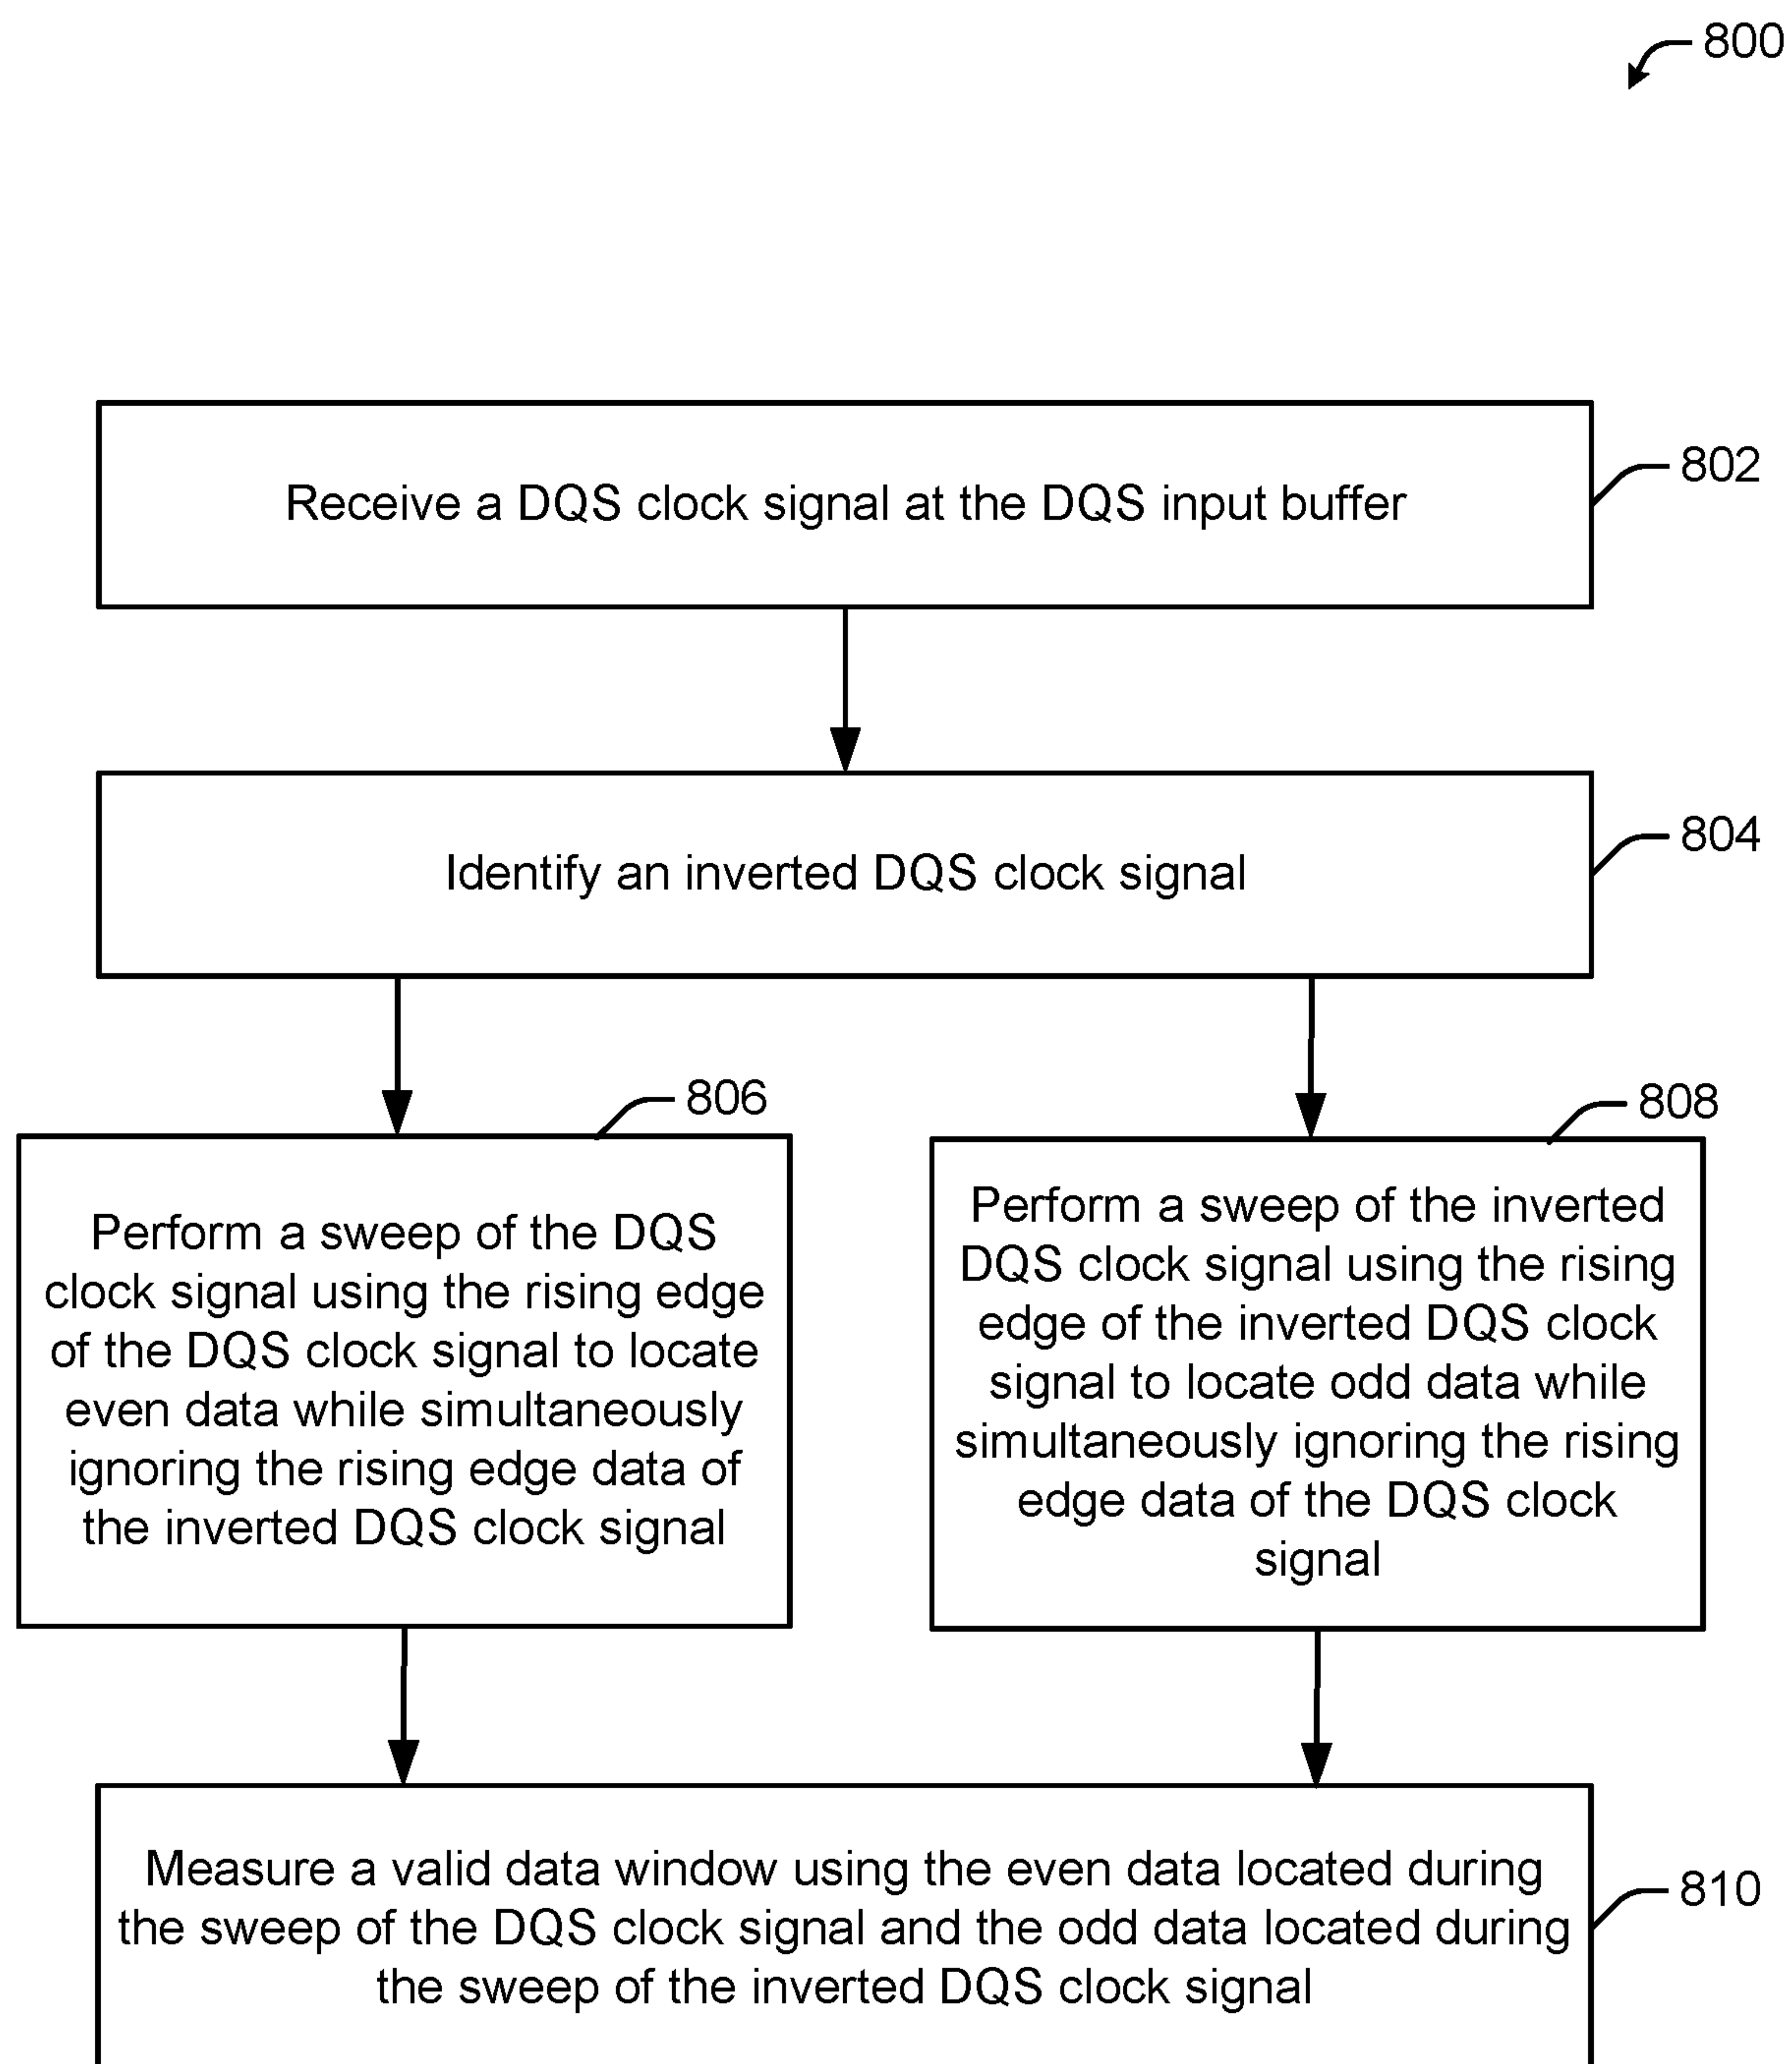 800
Receive a DQS clock signal at the DQS input buffer
802
Identify an inverted DQS clock signal
804
806
Perform a sweep of the DQS
clock signal using the rising edge
of the DQS clock signal to locate
even data while simultaneously
ignoring the rising edge data of
the inverted DQS clock signal
808
Perform a sweep of the inverted
DQS clock signal using the rising
edge of the inverted DQS clock
signal to locate odd data while
simultaneously ignoring the rising
edge data of the DQS clock
signal
Measure a valid data window using the even data located during
the sweep of the DQS clock signal and the odd data located during
the sweep of the inverted DQS clock signal
810